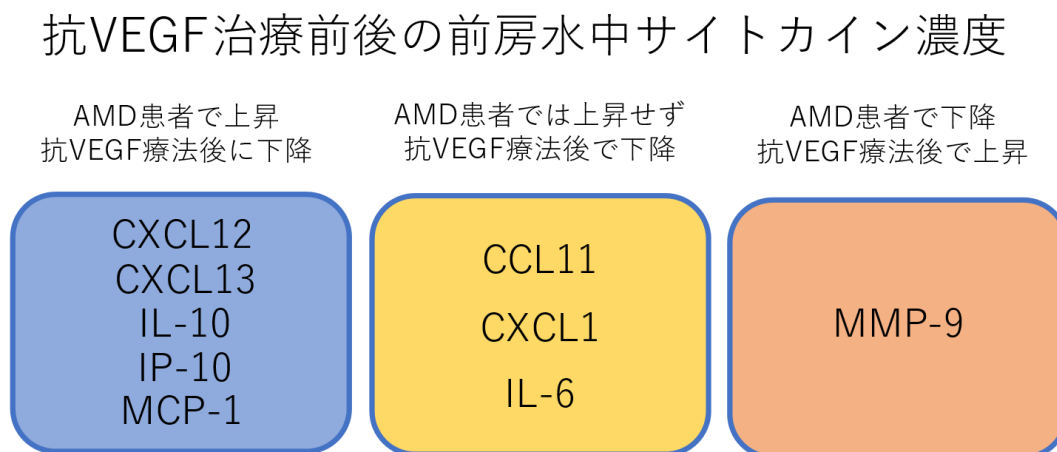 抗VEGF治療前後の前房水中サイトカイン濃度
AMD患者で上昇
抗VEGF療法後に下降
AMD患者では上昇せず
抗VEGF療法後で下降
AMD患者で下降
抗VEGF療法後で上昇
CXCL12
CXCL13
IL-10
IP-10
MCP-1
CCL11
CXCL1
IL-6
MMP-9